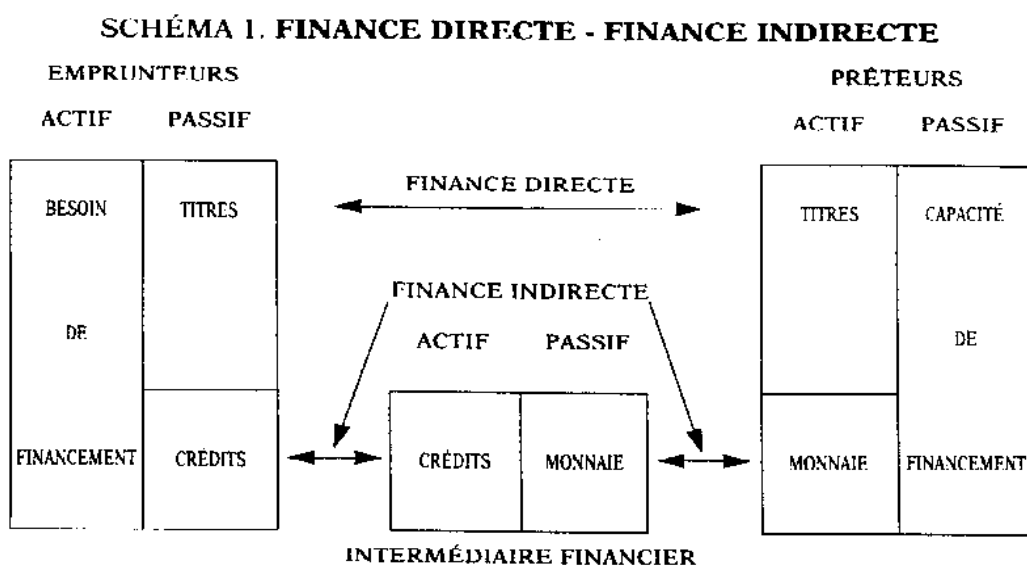 SCHÉMA 1. FINANCE DIRECTE - FINANCE INDIRECTE
EMPRUNTEURS
PRÊTEURS
ACTIF PASSIF
ACTIF PASSIF
FINANCE DIRECTE
BESOIN TITRES
TITRES CAPACITÉ
FINANCE INDIRECTE
DE
ACTIF PASSIF
DE
FINANCEMENT CRÉDITS
CRÉDITS MONNAIE
MONNAIE FINANCEMENT
INTERMÉDIAIRE FINANCIER